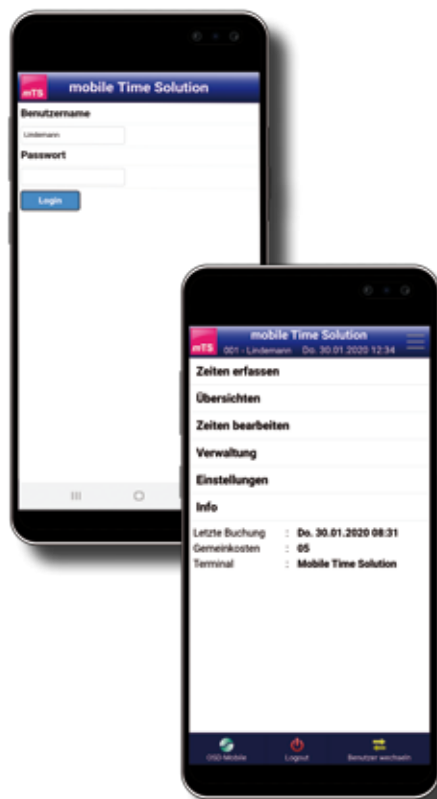 mTS
mobile Time Solution
Benutzername
Lindemann
Passwort
Login
mTS
mobile Time Solution
001 - Lindemann Do. 30.01.2020 12:34
Zeiten erfassen
Übersichten
Zeiten bearbeiten
Verwaltung
Einstellungen
Info
Letzte Buchung : Do. 30.01.2020 08:31
Gemeinkosten : 05
Terminal : Mobile Time Solution
OSD-Mobile Logout Benutzer wechseln